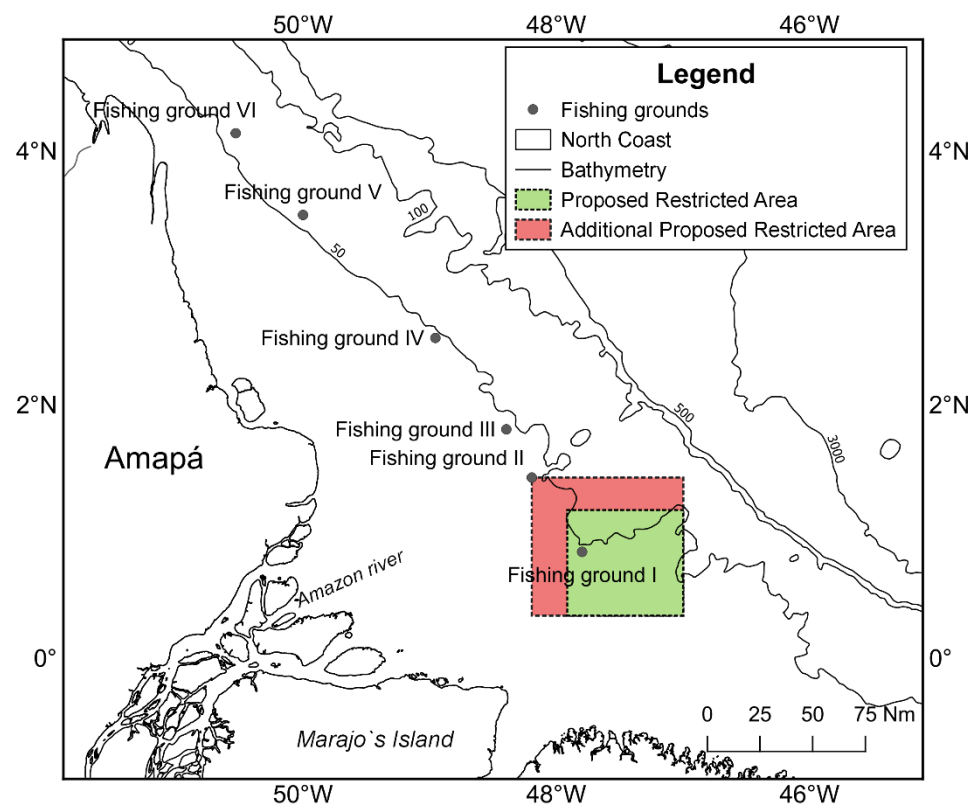 50°W 48°W 46°W
Legend
Fishing grounds
North Coast
Bathymetry
Proposed Restricted Area
Additional Proposed Restricted Area
Fishing ground VI
4°N 4°N
Fishing ground V
100
50
Fishing ground IV
2°N 2°N
500
Fishing ground III
3000
Amapá
Fishing ground II
Fishing ground I
Amazon river
0° 0°
0 25 50 75 Nm
Marajo`s Island
50°W 48°W 46°W